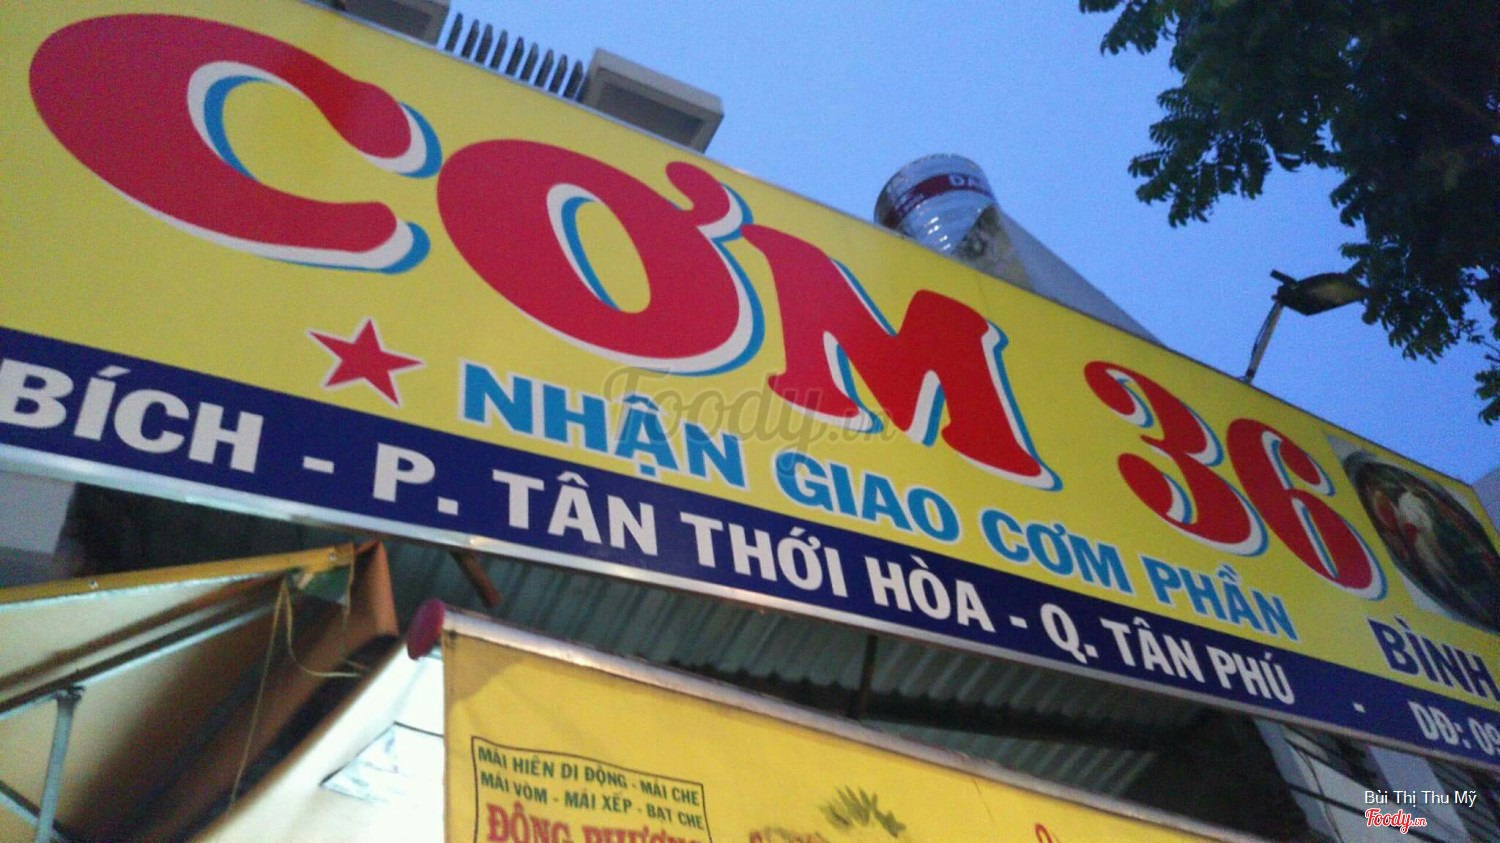 CƠM 36
NHẬN GIAO CƠM PHẦN
BÌNH
BÍCH - P. TÂN THỚI HÒA - Q. TÂN PHÚ - DĐ: 09
MÁI HIÊN DI ĐỘNG - MÁI CHE
MÁI VÒM - MÁI XẾP - BẠT CHE
ĐÔNG PHƯƠNG
Foody.vn
Bùi Thị Thu Mỹ
Foody.vn